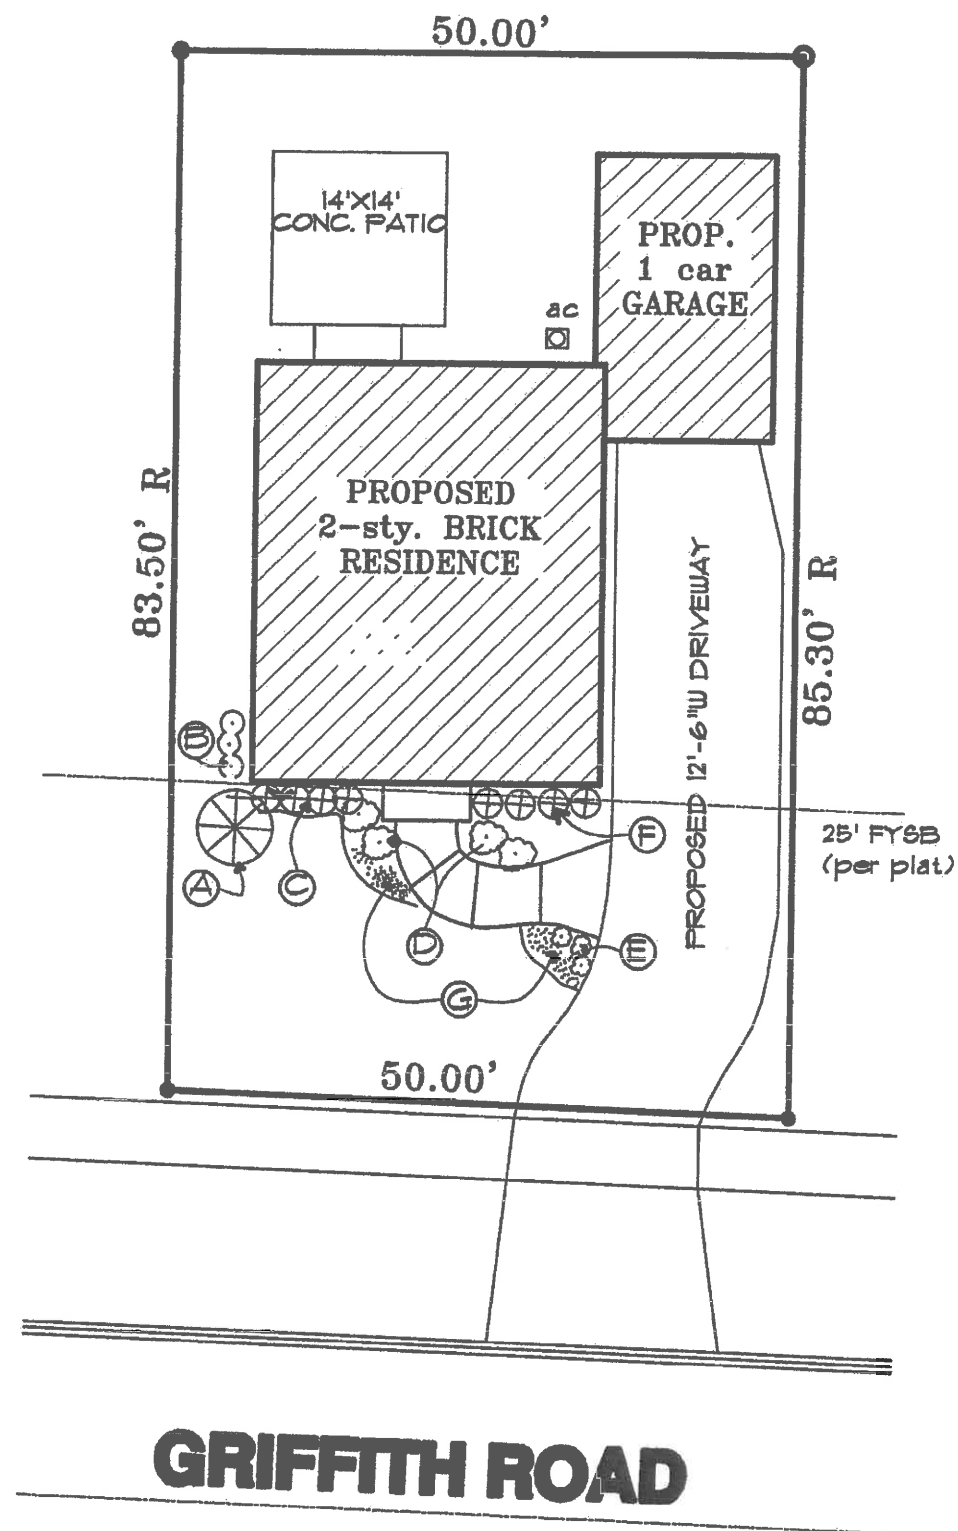 50.00'
14'X14'
CONC. PATIO
PROP.
1 car
GARAGE
ac
PROPOSED
2-sty. BRICK
RESIDENCE
83.50' R
85.30' R
PROPOSED 12'-6"W DRIVEWAY
B
25' FYSB
(per plat)
F
A
C
D
E
G
50.00'
GRIFFITH ROAD